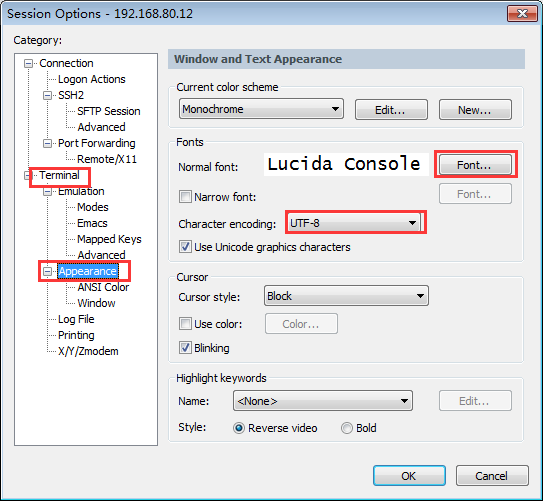 Session Options - 192.168.80.12
Category:
Connection
Logon Actions
SSH2
SFTP Session
Advanced
Port Forwarding
Remote/X11
Terminal
Emulation
Modes
Emacs
Mapped Keys
Advanced
Appearance
ANSI Color
Window
Log File
Printing
X/Y/Zmodem
Window and Text Appearance
Current color scheme
Monochrome Edit... New...
Fonts
Normal font: Lucida Console Font...
Narrow font: Font...
Character encoding: UTF-8
Use Unicode graphics characters
Cursor
Cursor style: Block
Use color: Color...
Blinking
Highlight keywords
Name: <None> Edit...
Style: Reverse video Bold
OK Cancel